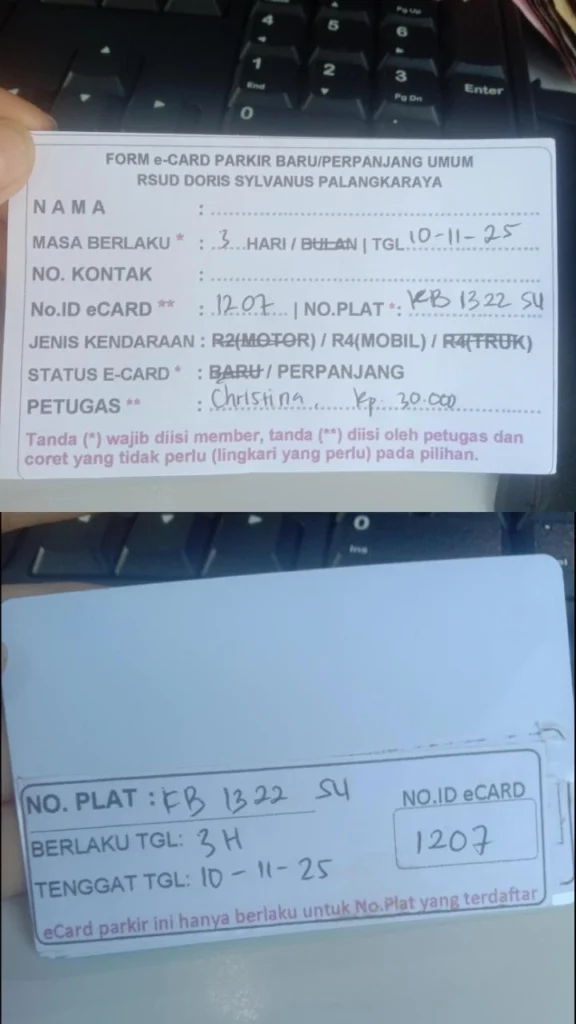 4
5
Pg Up
6
1
End
2
3
Pg Dn
Enter
0
FORM e-CARD PARKIR BARU/PERPANJANG UMUM
RSUD DORIS SYLVANUS PALANGKARAYA
NAMA :
MASA BERLAKU * : 3 HARI / BULAN | TGL 10-11-25
NO. KONTAK :
No.ID eCARD ** : 1207 | NO.PLAT *: KB 1322 SU
JENIS KENDARAAN : R2(MOTOR) / R4(MOBIL) / R4(TRUK)
STATUS E-CARD * : BARU / PERPANJANG
PETUGAS ** : Christina, Rp. 30.000
Tanda (*) wajib diisi member, tanda (**) diisi oleh petugas dan
coret yang tidak perlu (lingkari yang perlu) pada pilihan.
0
Ins
NO. PLAT : KB 1322 SU
BERLAKU TGL: 3 H
TENGGAT TGL: 10-11-25
NO.ID eCARD
1207
eCard parkir ini hanya berlaku untuk No.Plat yang terdaftar